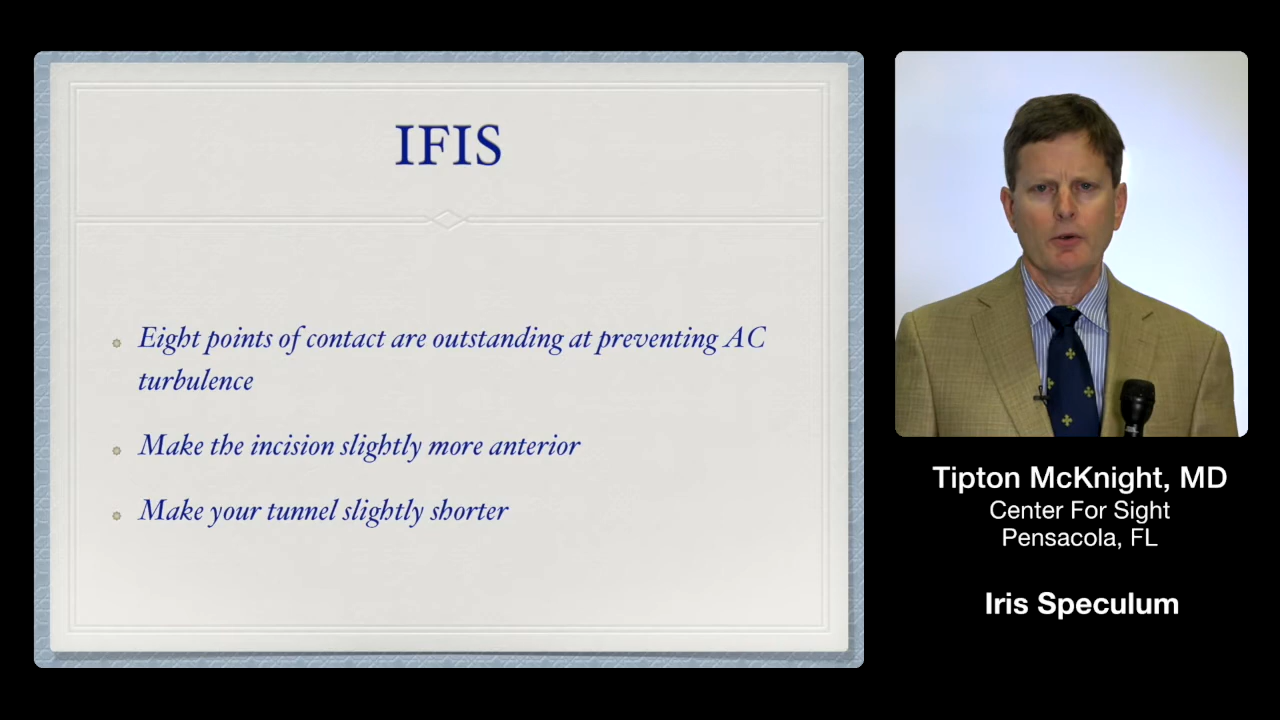 IFIS
Eight points of contact are outstanding at preventing AC
turbulence
Make the incision slightly more anterior
Make your tunnel slightly shorter
Tipton McKnight, MD
Center For Sight
Pensacola, FL
Iris Speculum